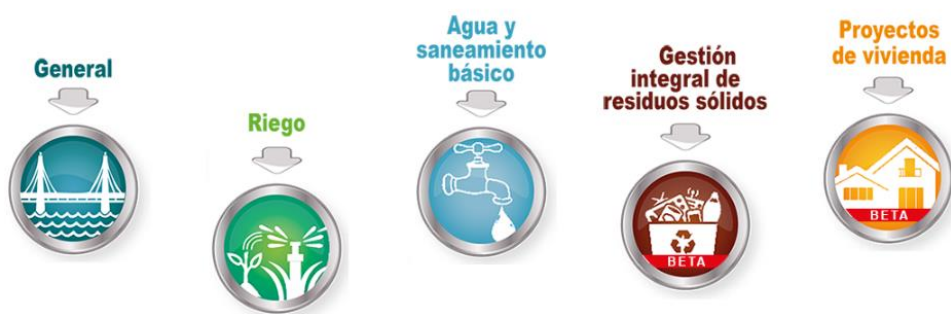 General
Riego
Agua y
saneamiento
básico
Gestión
integral de
residuos sólidos
BETA
Proyectos
de vivienda
BETA